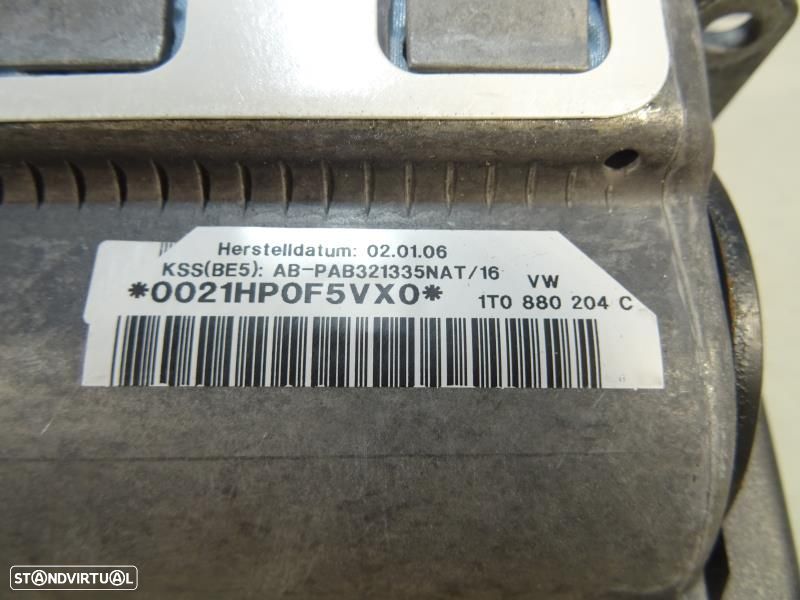 Herstelldatum: 02.01.06
KSS(BE5): AB-PAB321335NAT/16
*0021HP0F5VX0*
VW
1T0 880 204 C
STANDVIRTUAL